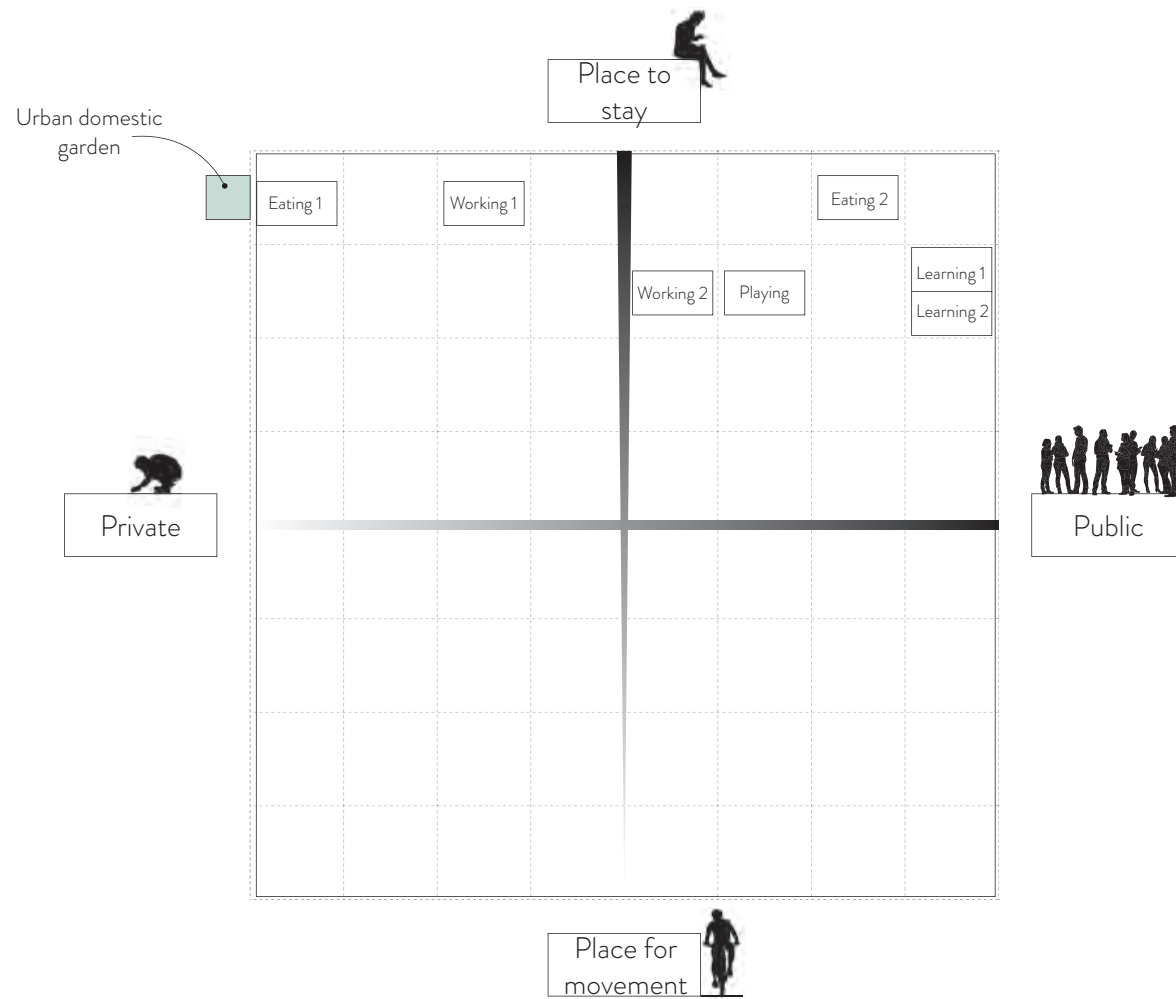 Place to
stay
Urban domestic
garden
Eating 1
Working 1
Eating 2
Learning 1
Working 2
Playing
Learning 2
Private
Public
Place for
movement